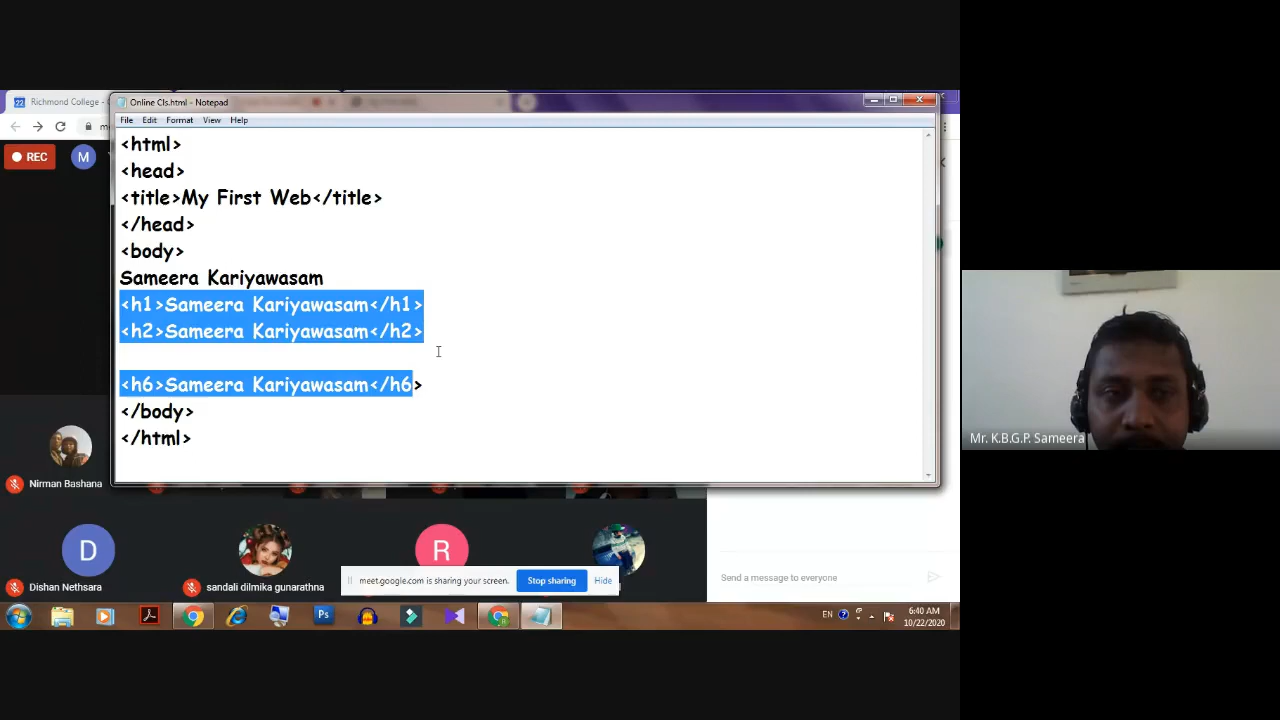 Richmond College -
Online Cls.html - Notepad
File Edit Format View Help
REC
M
<html>
<head>
<title>My First Web</title>
</head>
<body>
Sameera Kariyawasam
<h1>Sameera Kariyawasam</h1>
<h2>Sameera Kariyawasam</h2>
<h6>Sameera Kariyawasam</h6>
</body>
</html>
Mr. K.B.G.P. Sameera
Nirman Bashana
D
R
Dishan Nethsara
sandali dilmika gunarathna
meet.google.com is sharing your screen. Stop sharing Hide
Send a message to everyone
Ps
EN
6:40 AM
10/22/2020